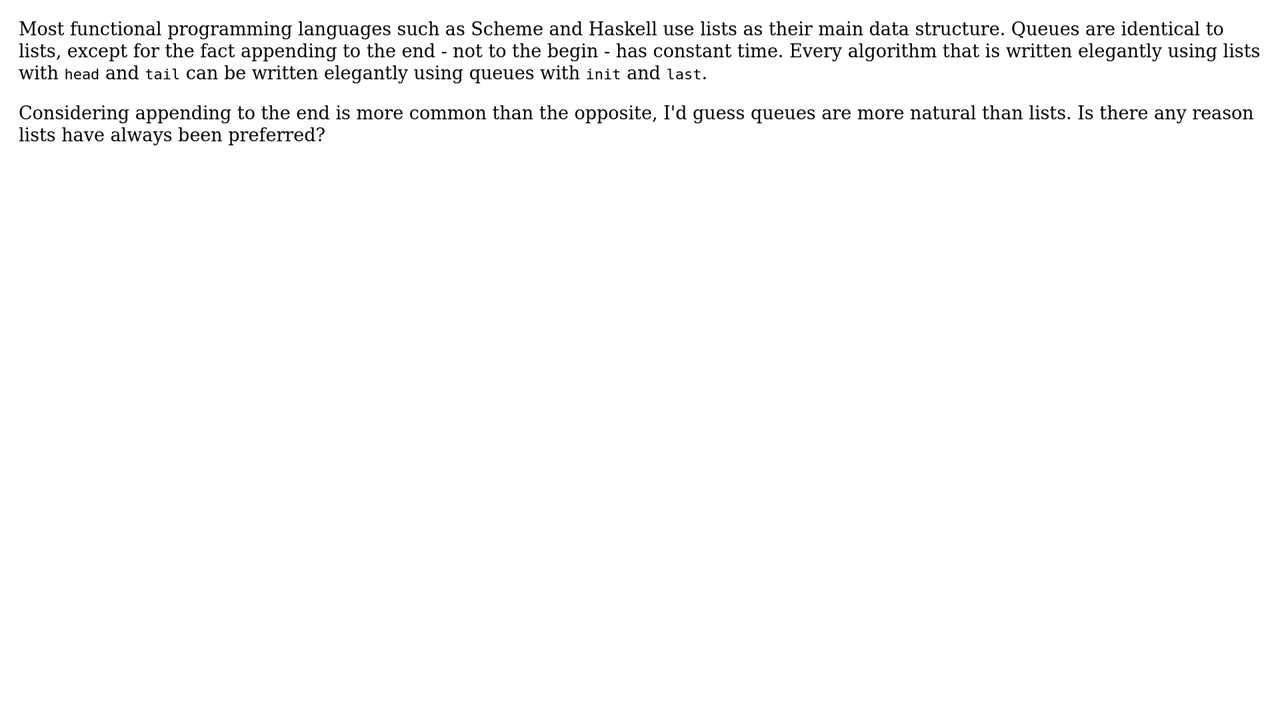 Most functional programming languages such as Scheme and Haskell use lists as their main data structure. Queues are identical to
lists, except for the fact appending to the end - not to the begin - has constant time. Every algorithm that is written elegantly using lists
with head and tail can be written elegantly using queues with init and last.
Considering appending to the end is more common than the opposite, I'd guess queues are more natural than lists. Is there any reason
lists have always been preferred?